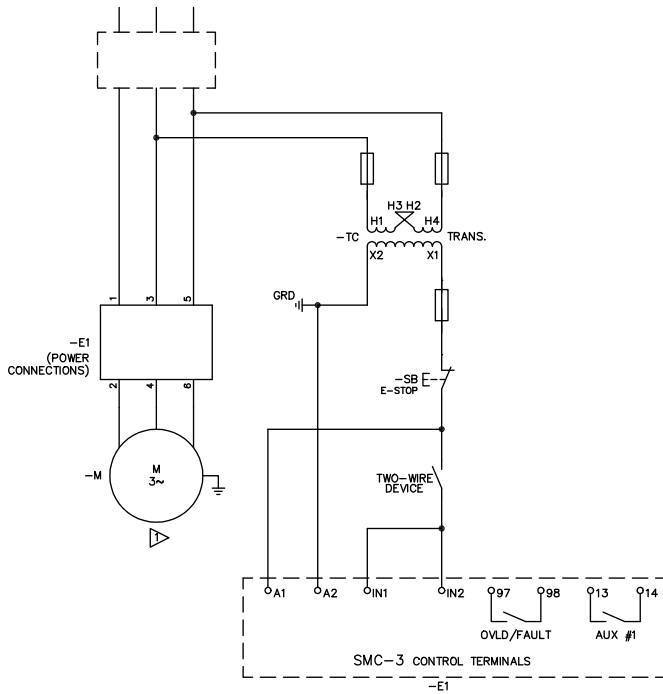 H3 H2
H1
H4
-TC
TRANS.
X2
X1
GRD
1
3
5
-E1
(POWER
CONNECTIONS)
2
4
6
-SB
E-STOP
-M
M
3~
1
TWO-WIRE
DEVICE
A1
A2
IN1
IN2
97
98
13
14
OVLD/FAULT
AUX #1
SMC-3 CONTROL TERMINALS
-E1